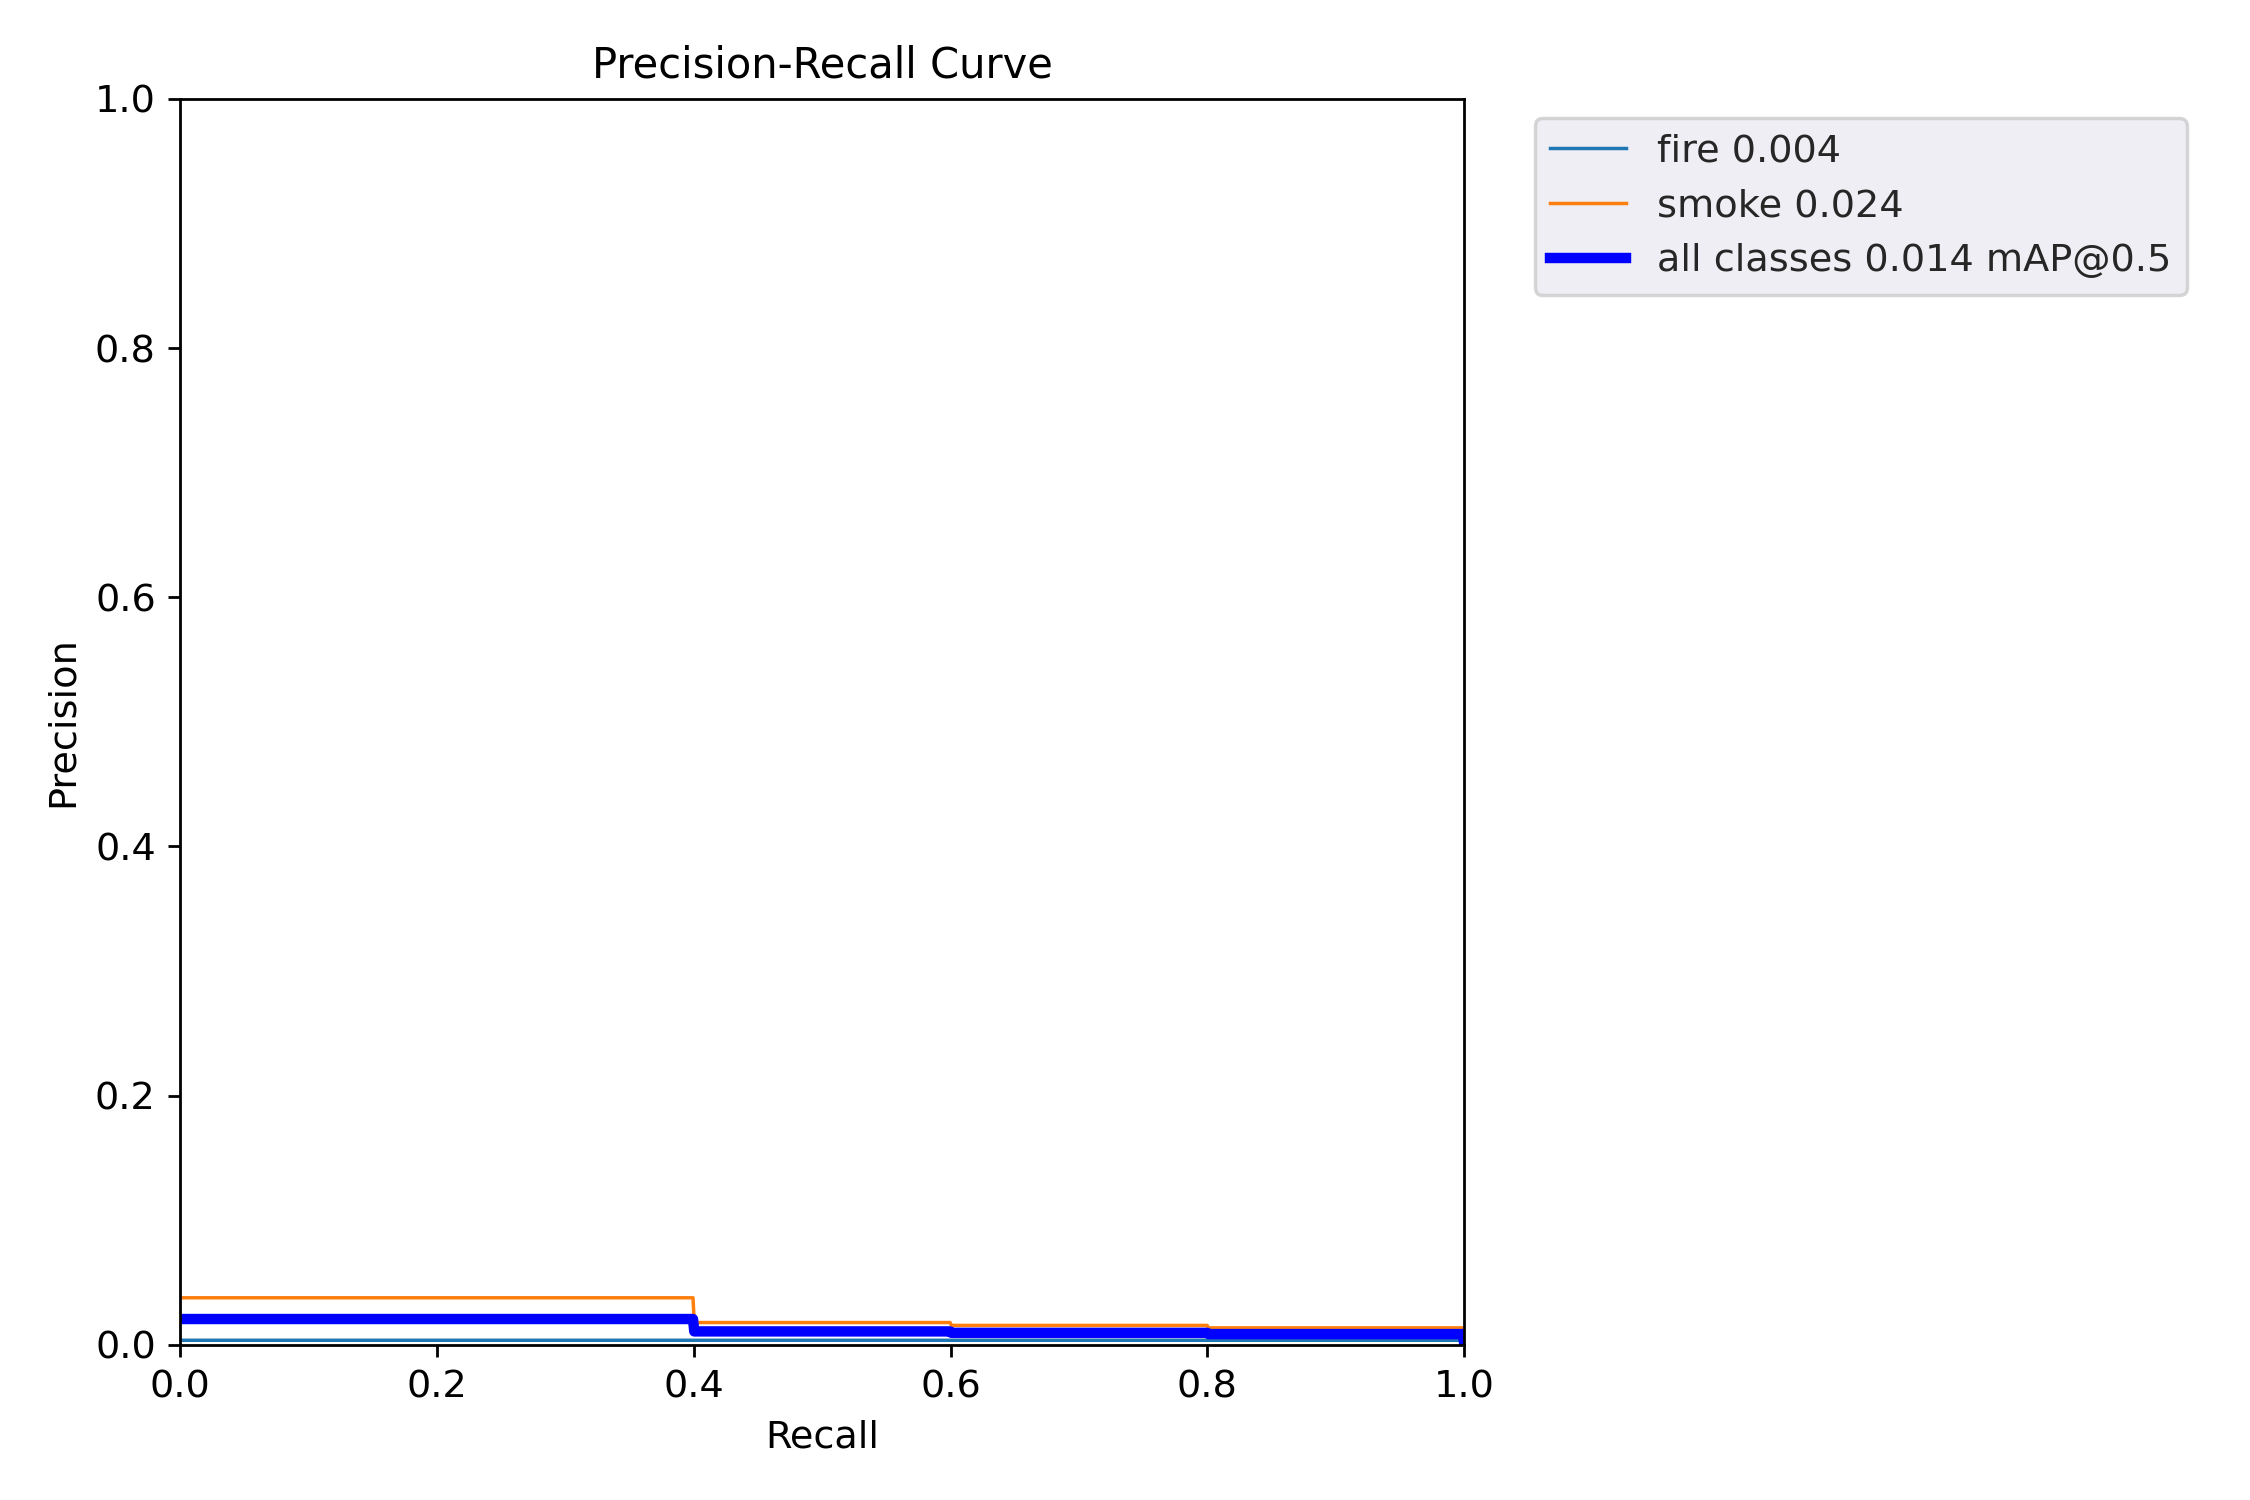 Precision-Recall Curve
1.0
0.8
0.6
0.4
0.2
0.0
Precision
0.0 0.2 0.4 0.6 0.8 1.0
Recall
fire 0.004
smoke 0.024
all classes 0.014 mAP@0.5